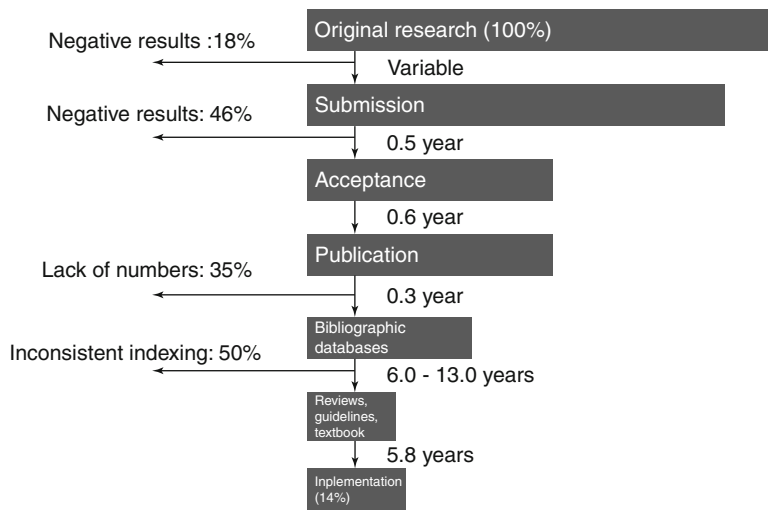 Original research (100%)
Negative results :18%
Variable
Submission
Negative results: 46%
0.5 year
Acceptance
0.6 year
Publication
Lack of numbers: 35%
0.3 year
Bibliographic
databases
Inconsistent indexing: 50%
6.0 - 13.0 years
Reviews,
guidelines,
textbook
5.8 years
Inplementation
(14%)